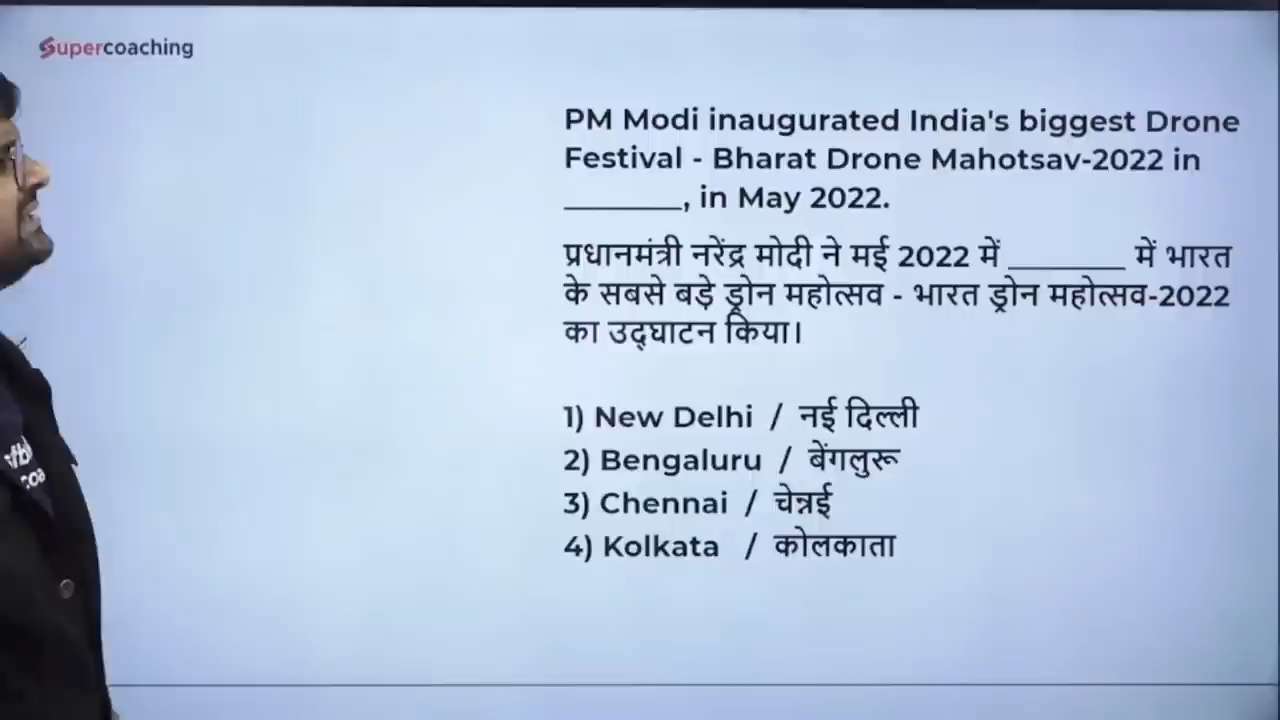 Supercoaching
PM Modi inaugurated India's biggest Drone
Festival - Bharat Drone Mahotsav-2022 in
________, in May 2022.
प्रधानमंत्री नरेंद्र मोदी ने मई 2022 में ________ में भारत
के सबसे बड़े ड्रोन महोत्सव - भारत ड्रोन महोत्सव-2022
का उद्घाटन किया।
1) New Delhi / नई दिल्ली
2) Bengaluru / बेंगलुरू
3) Chennai / चेन्नई
4) Kolkata / कोलकाता